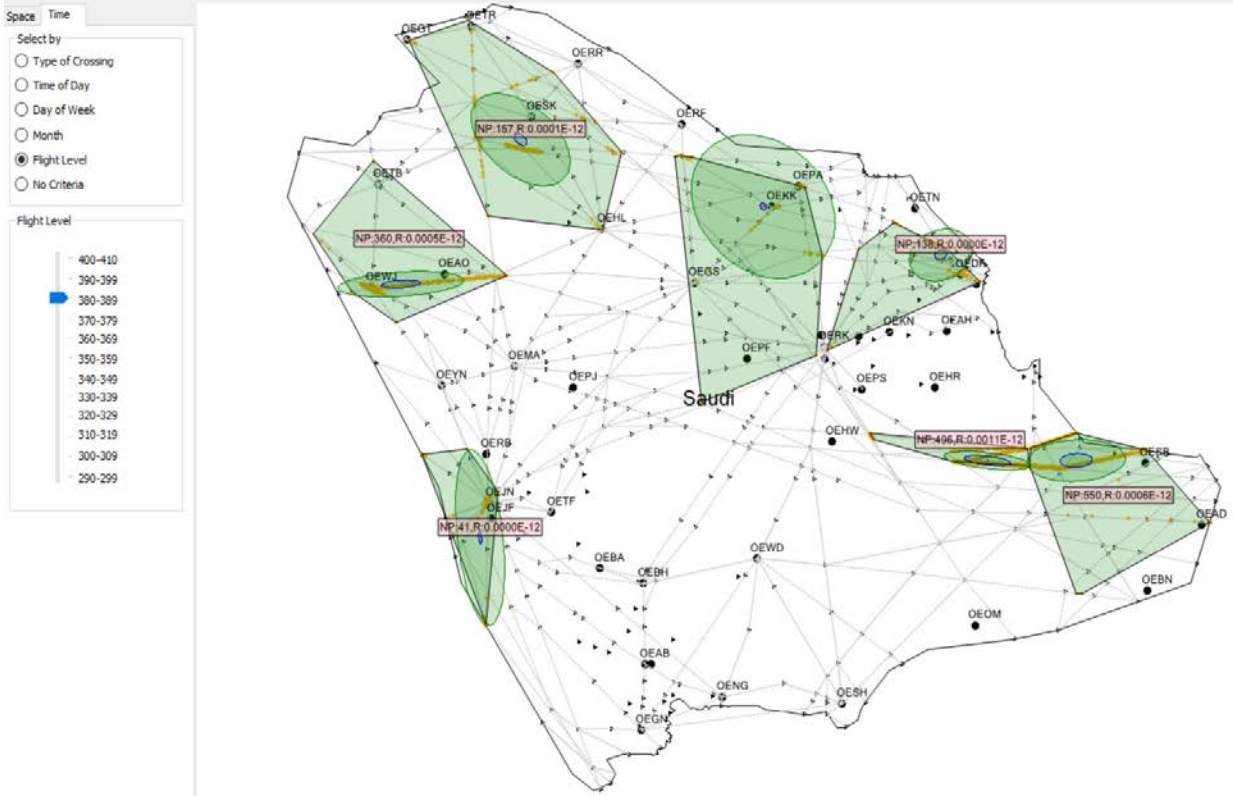 Space
Time
Select by
Type of Crossing
Time of Day
Day of Week
Month
Flight Level
No Criteria
Flight Level
400-410
390-399
380-389
370-379
360-369
350-359
340-349
330-339
320-329
310-319
300-309
290-299
OEGT
OETR
OERR
OESK
OERF
NP:167,R:0.0001E-12
OETB
OEPA
OEKK
OETN
OEHL
NP:360,R:0.0005E-12
NP:138,R:0.0000E-12
OEWJ
OEAO
OEGS
OERK
OEKN
OEAH
OEMA
OEPF
OEYN
OEPJ
OEPS
OEHR
Saudi
OERB
OEHW
NP:496,R:0.0011E-12
OESB
OEJN
OEJF
OETF
NP:550,R:0.0006E-12
OEAD
NP:41,R:0.0000E-12
OEBA
OEBH
OEWD
OEBN
OEOM
OEAB
OENG
OESH
OEGN